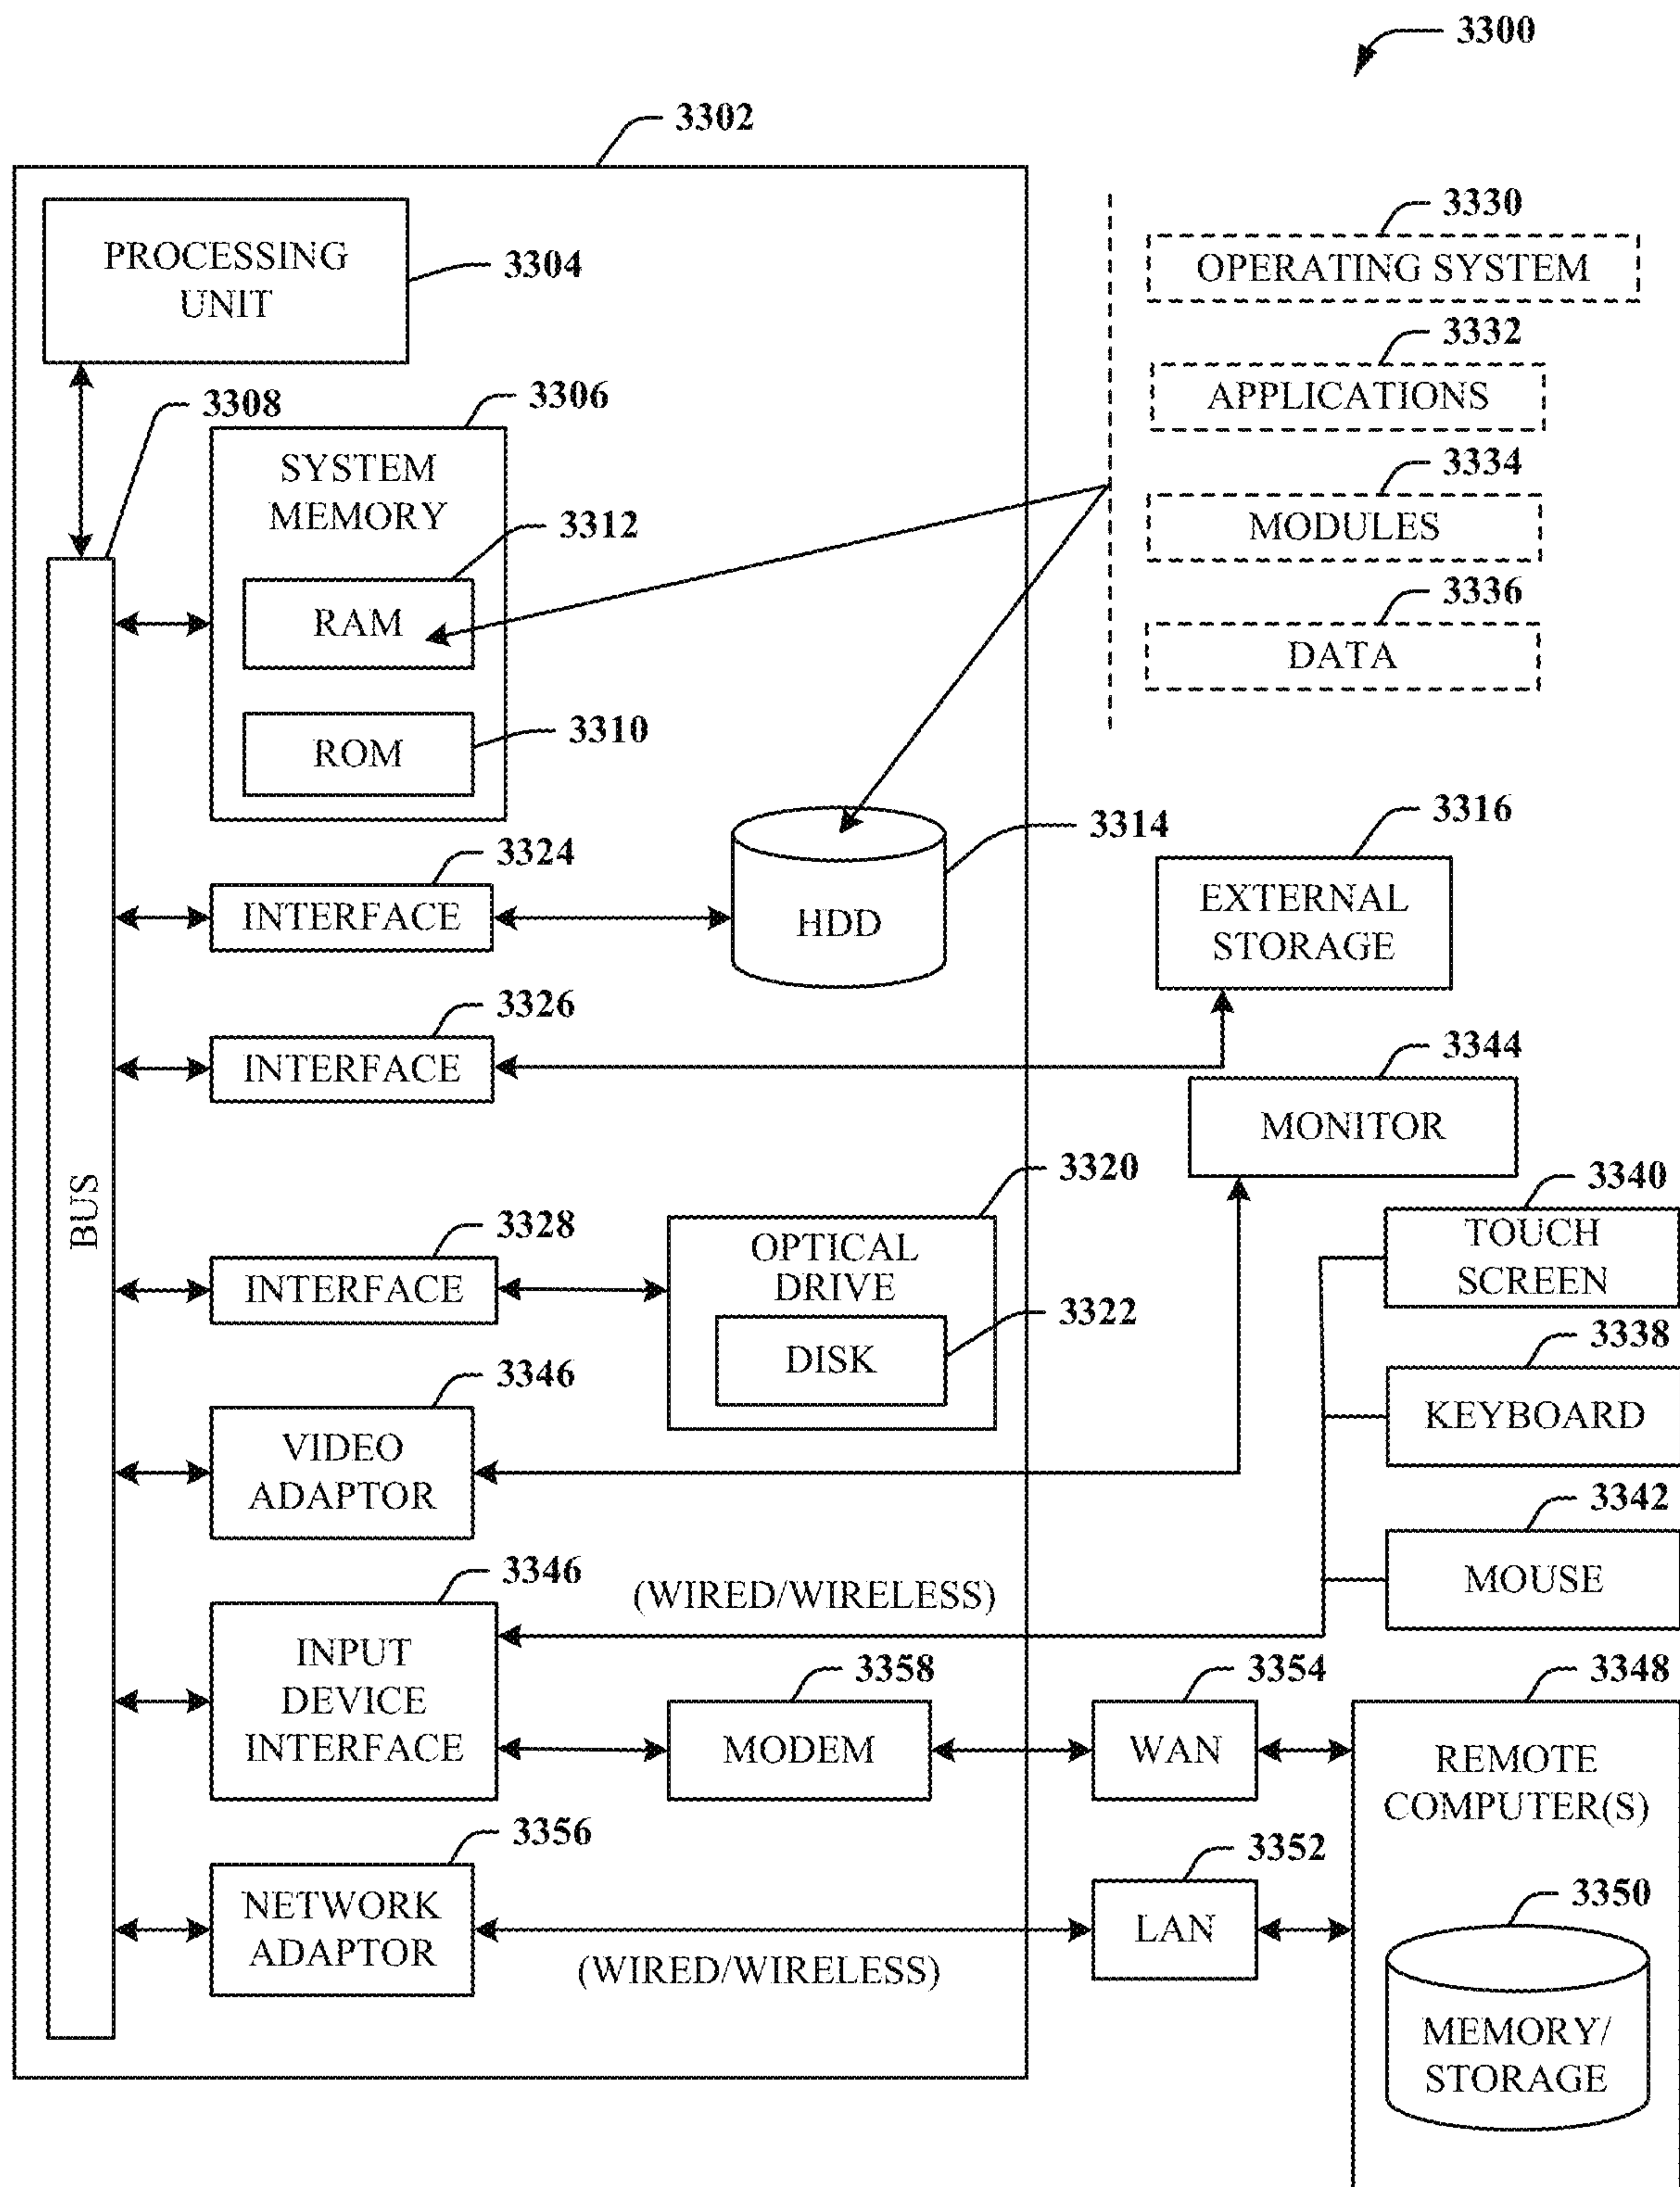 3300
3302
PROCESSING
UNIT
3304
3330
OPERATING SYSTEM
3332
APPLICATIONS
3334
MODULES
3336
DATA
3308
3306
SYSTEM
MEMORY
3312
RAM
3310
ROM
BUS
3324
INTERFACE
3314
HDD
3316
EXTERNAL
STORAGE
3326
INTERFACE
3344
MONITOR
3328
INTERFACE
3320
OPTICAL
DRIVE
3322
DISK
3340
TOUCH
SCREEN
3338
KEYBOARD
3342
MOUSE
3346
VIDEO
ADAPTOR
3346
INPUT
DEVICE
INTERFACE
(WIRED/WIRELESS)
3358
MODEM
3354
WAN
3348
REMOTE
COMPUTER(S)
3356
NETWORK
ADAPTOR
(WIRED/WIRELESS)
3352
LAN
3350
MEMORY/
STORAGE